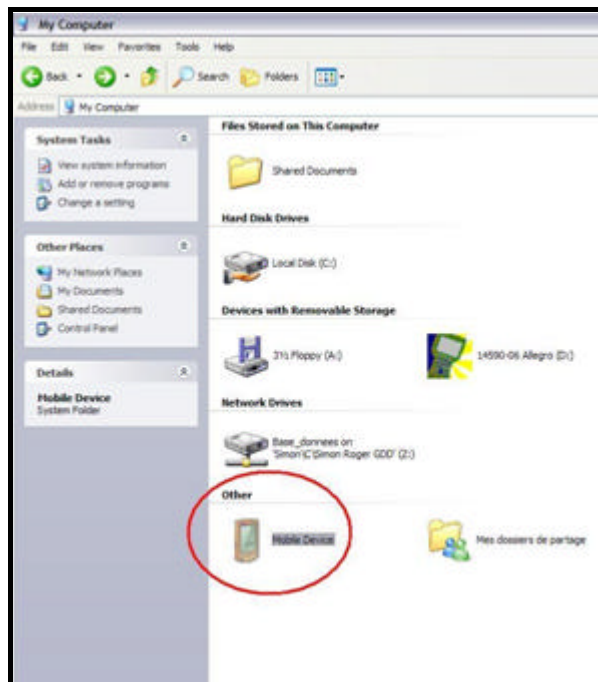 My Computer
File Edit View Favorites Tools Help
Back Search Folders
Address My Computer
System Tasks
View system information
Add or remove programs
Change a setting
Other Places
My Network Places
My Documents
Shared Documents
Control Panel
Details
Mobile Device
System Folder
Files Stored on This Computer
Shared Documents
Hard Disk Drives
Local Disk (C:)
Devices with Removable Storage
3½ Floppy (A:)
14590-06 Allegro (D:)
Network Drives
Base_donnees on
'Simon\C\Simon Roger GDD' (Z:)
Other
Mobile Device
Mes dossiers de partage